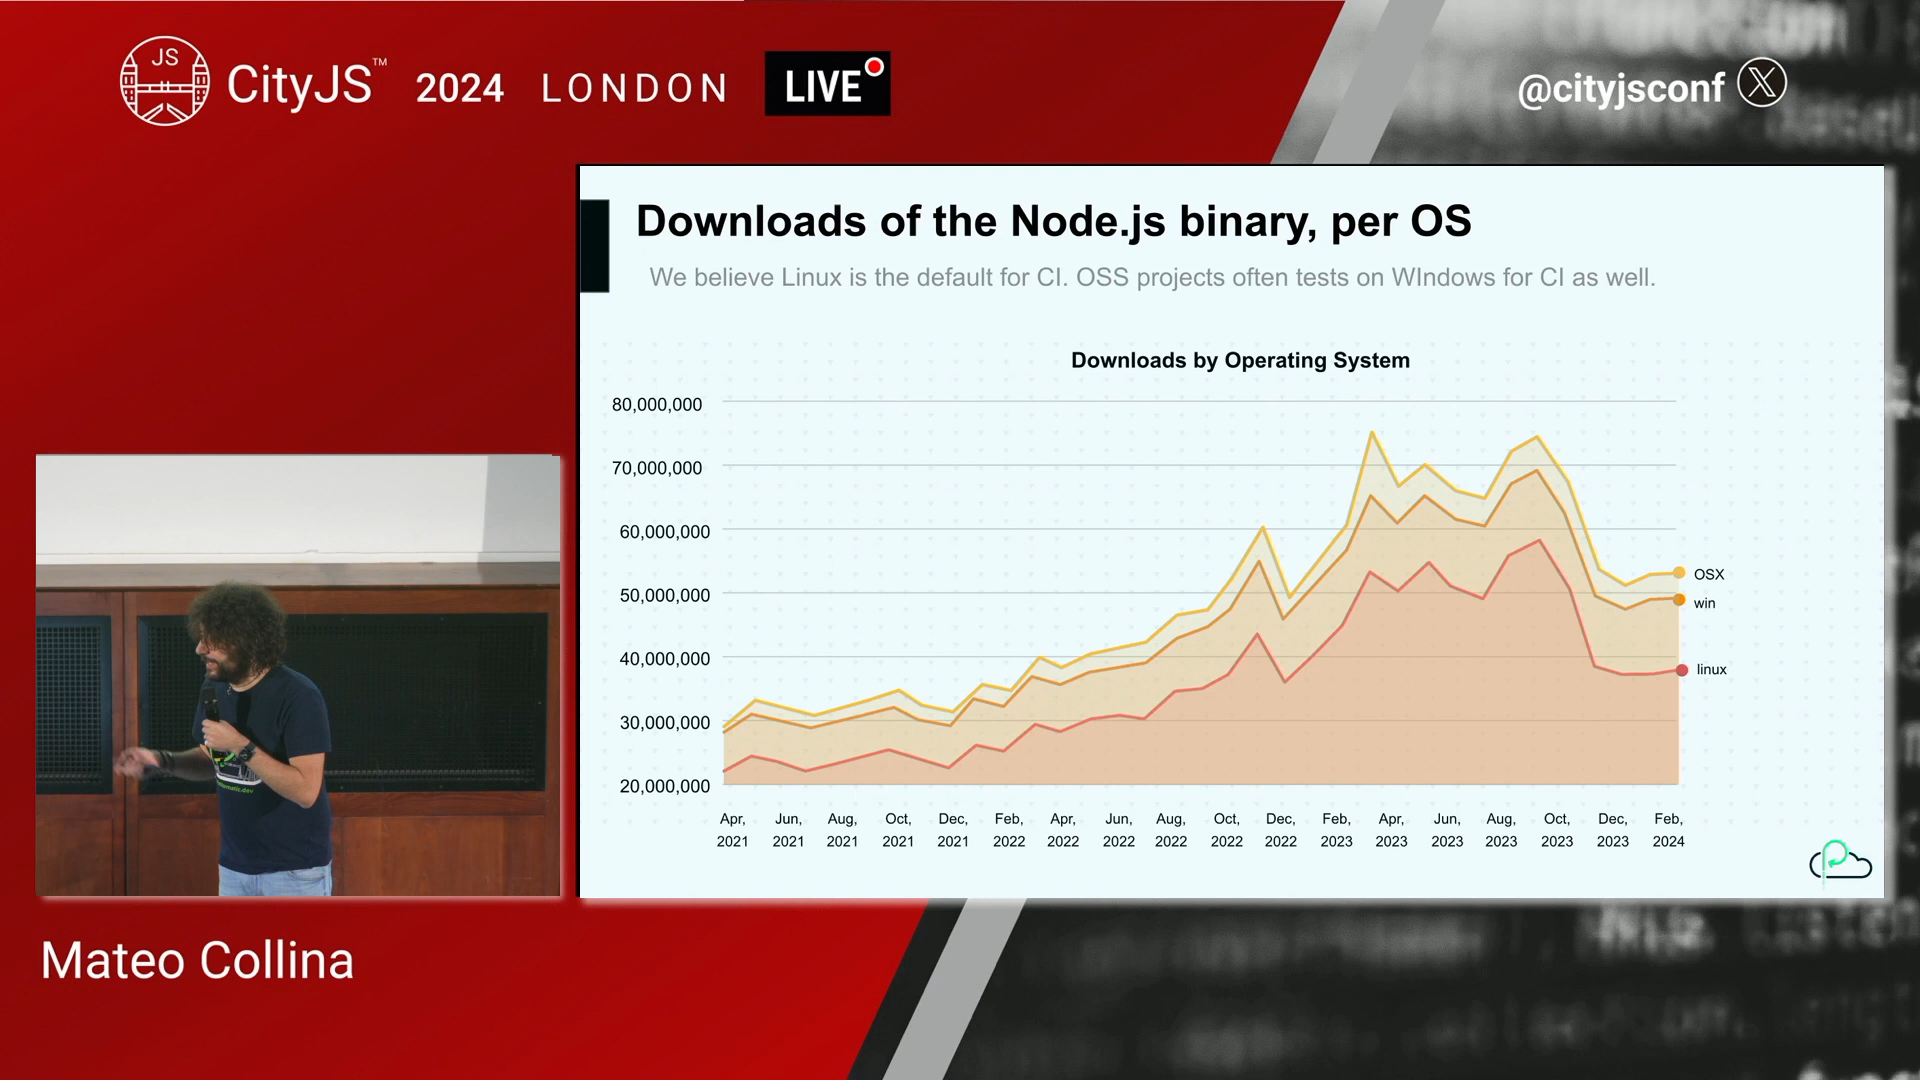 JS
CityJS™ 2024 LONDON LIVE
@cityjsconf X
Downloads of the Node.js binary, per OS
We believe Linux is the default for CI. OSS projects often tests on WIndows for CI as well.
Downloads by Operating System
80,000,000
70,000,000
60,000,000
50,000,000
40,000,000
30,000,000
20,000,000
OSX
win
linux
Apr, 2021
Jun, 2021
Aug, 2021
Oct, 2021
Dec, 2021
Feb, 2022
Apr, 2022
Jun, 2022
Aug, 2022
Oct, 2022
Dec, 2022
Feb, 2023
Apr, 2023
Jun, 2023
Aug, 2023
Oct, 2023
Dec, 2023
Feb, 2024
Mateo Collina